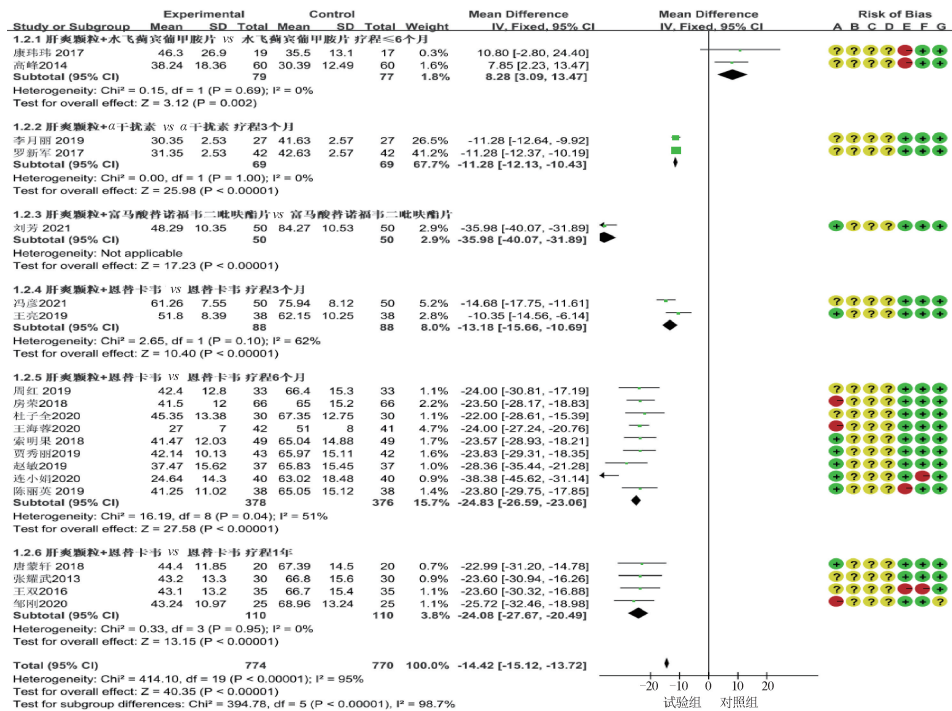 Experimental Control Mean Difference Mean Difference Risk of Bias
Study or Subgroup Mean SD Total Mean SD Total Weight IV, Fixed, 95% CI IV, Fixed, 95% CI A B C D E F G
1.2.1 肝爽颗粒+水飞蓟宾葡甲胺片 vs 水飞蓟宾葡甲胺片 疗程≤6个月
康玮玮 2017 46.3 26.9 19 35.5 13.1 17 0.3% 10.80 [-2.80, 24.40] ? ? ? ? − + +
高峰2014 38.24 18.36 60 30.39 12.49 60 1.6% 7.85 [2.23, 13.47] ? ? ? ? − + +
Subtotal (95% CI) 79 77 1.8% 8.28 [3.09, 13.47]
Heterogeneity: Chi² = 0.15, df = 1 (P = 0.69); I² = 0%
Test for overall effect: Z = 3.12 (P = 0.002)
1.2.2 肝爽颗粒+α干扰素 vs α干扰素 疗程3个月
李月丽 2019 30.35 2.53 27 41.63 2.57 27 26.5% -11.28 [-12.64, -9.92] ? ? ? ? + + +
罗新军 2017 31.35 2.53 42 42.63 2.57 42 41.2% -11.28 [-12.37, -10.19] ? ? ? ? + + +
Subtotal (95% CI) 69 69 67.7% -11.28 [-12.13, -10.43]
Heterogeneity: Chi² = 0.00, df = 1 (P = 1.00); I² = 0%
Test for overall effect: Z = 25.98 (P < 0.00001)
1.2.3 肝爽颗粒+富马酸替诺福韦二吡呋酯片 vs 富马酸替诺福韦二吡呋酯片
刘芳 2021 48.29 10.35 50 84.27 10.53 50 2.9% -35.98 [-40.07, -31.89] + ? ? ? + + +
Subtotal (95% CI) 50 50 2.9% -35.98 [-40.07, -31.89]
Heterogeneity: Not applicable
Test for overall effect: Z = 17.23 (P < 0.00001)
1.2.4 肝爽颗粒+恩替卡韦 vs 恩替卡韦 疗程3个月
冯彦2021 61.26 7.55 50 75.94 8.12 50 5.2% -14.68 [-17.75, -11.61] ? ? ? ? + + +
王亮2019 51.8 8.39 38 62.15 10.25 38 2.8% -10.35 [-14.56, -6.14] + ? ? ? + + +
Subtotal (95% CI) 88 88 8.0% -13.18 [-15.66, -10.69]
Heterogeneity: Chi² = 2.65, df = 1 (P = 0.10); I² = 62%
Test for overall effect: Z = 10.40 (P < 0.00001)
1.2.5 肝爽颗粒+恩替卡韦 vs 恩替卡韦 疗程6个月
周红 2019 42.4 12.8 33 66.4 15.3 33 1.1% -24.00 [-30.81, -17.19] ? ? ? ? + + +
房荣2018 41.5 12 66 65 15.2 66 2.2% -23.50 [-28.17, -18.83] − ? ? ? + + +
杜子全2020 45.35 13.38 30 67.35 12.75 30 1.1% -22.00 [-28.61, -15.39] ? ? ? ? + + +
王海蓉2020 27 7 42 51 8 41 4.6% -24.00 [-27.24, -20.76] − ? ? ? + + +
索明果 2018 41.47 12.03 49 65.04 14.88 49 1.7% -23.57 [-28.93, -18.21] + ? ? ? + + +
贾秀丽2019 42.14 10.13 43 65.97 15.11 42 1.6% -23.83 [-29.31, -18.35] + ? ? ? + + +
赵敏2019 37.47 15.62 37 65.83 15.45 37 1.0% -28.36 [-35.44, -21.28] + ? ? ? + + +
连小娟2020 24.64 14.3 40 63.02 18.48 40 0.9% -38.38 [-45.62, -31.14] + ? ? ? + − +
陈丽英 2019 41.25 11.02 38 65.05 15.12 38 1.4% -23.80 [-29.75, -17.85] + ? ? ? − + +
Subtotal (95% CI) 378 376 15.7% -24.83 [-26.59, -23.06]
Heterogeneity: Chi² = 16.19, df = 8 (P = 0.04); I² = 51%
Test for overall effect: Z = 27.58 (P < 0.00001)
1.2.6 肝爽颗粒+恩替卡韦 vs 恩替卡韦 疗程1年
唐蒙轩 2018 44.4 11.85 20 67.39 14.5 20 0.7% -22.99 [-31.20, -14.78] + ? ? ? + + +
张耀武2013 43.2 13.3 30 66.8 15.6 30 0.9% -23.60 [-30.94, -16.26] ? ? ? ? + + +
王双2016 43.1 13.2 35 66.7 15.4 35 1.1% -23.60 [-30.32, -16.88] ? ? ? ? − − +
邹刚2020 43.24 10.97 25 68.96 13.24 25 1.1% -25.72 [-32.46, -18.98] − ? ? ? + + ?
Subtotal (95% CI) 110 110 3.8% -24.08 [-27.67, -20.49]
Heterogeneity: Chi² = 0.33, df = 3 (P = 0.95); I² = 0%
Test for overall effect: Z = 13.15 (P < 0.00001)
Total (95% CI) 774 770 100.0% -14.42 [-15.12, -13.72]
Heterogeneity: Chi² = 414.10, df = 19 (P < 0.00001); I² = 95%
Test for overall effect: Z = 40.35 (P < 0.00001)
Test for subgroup differences: Chi² = 394.78, df = 5 (P < 0.00001), I² = 98.7%
-20 -10 0 10 20
试验组 对照组